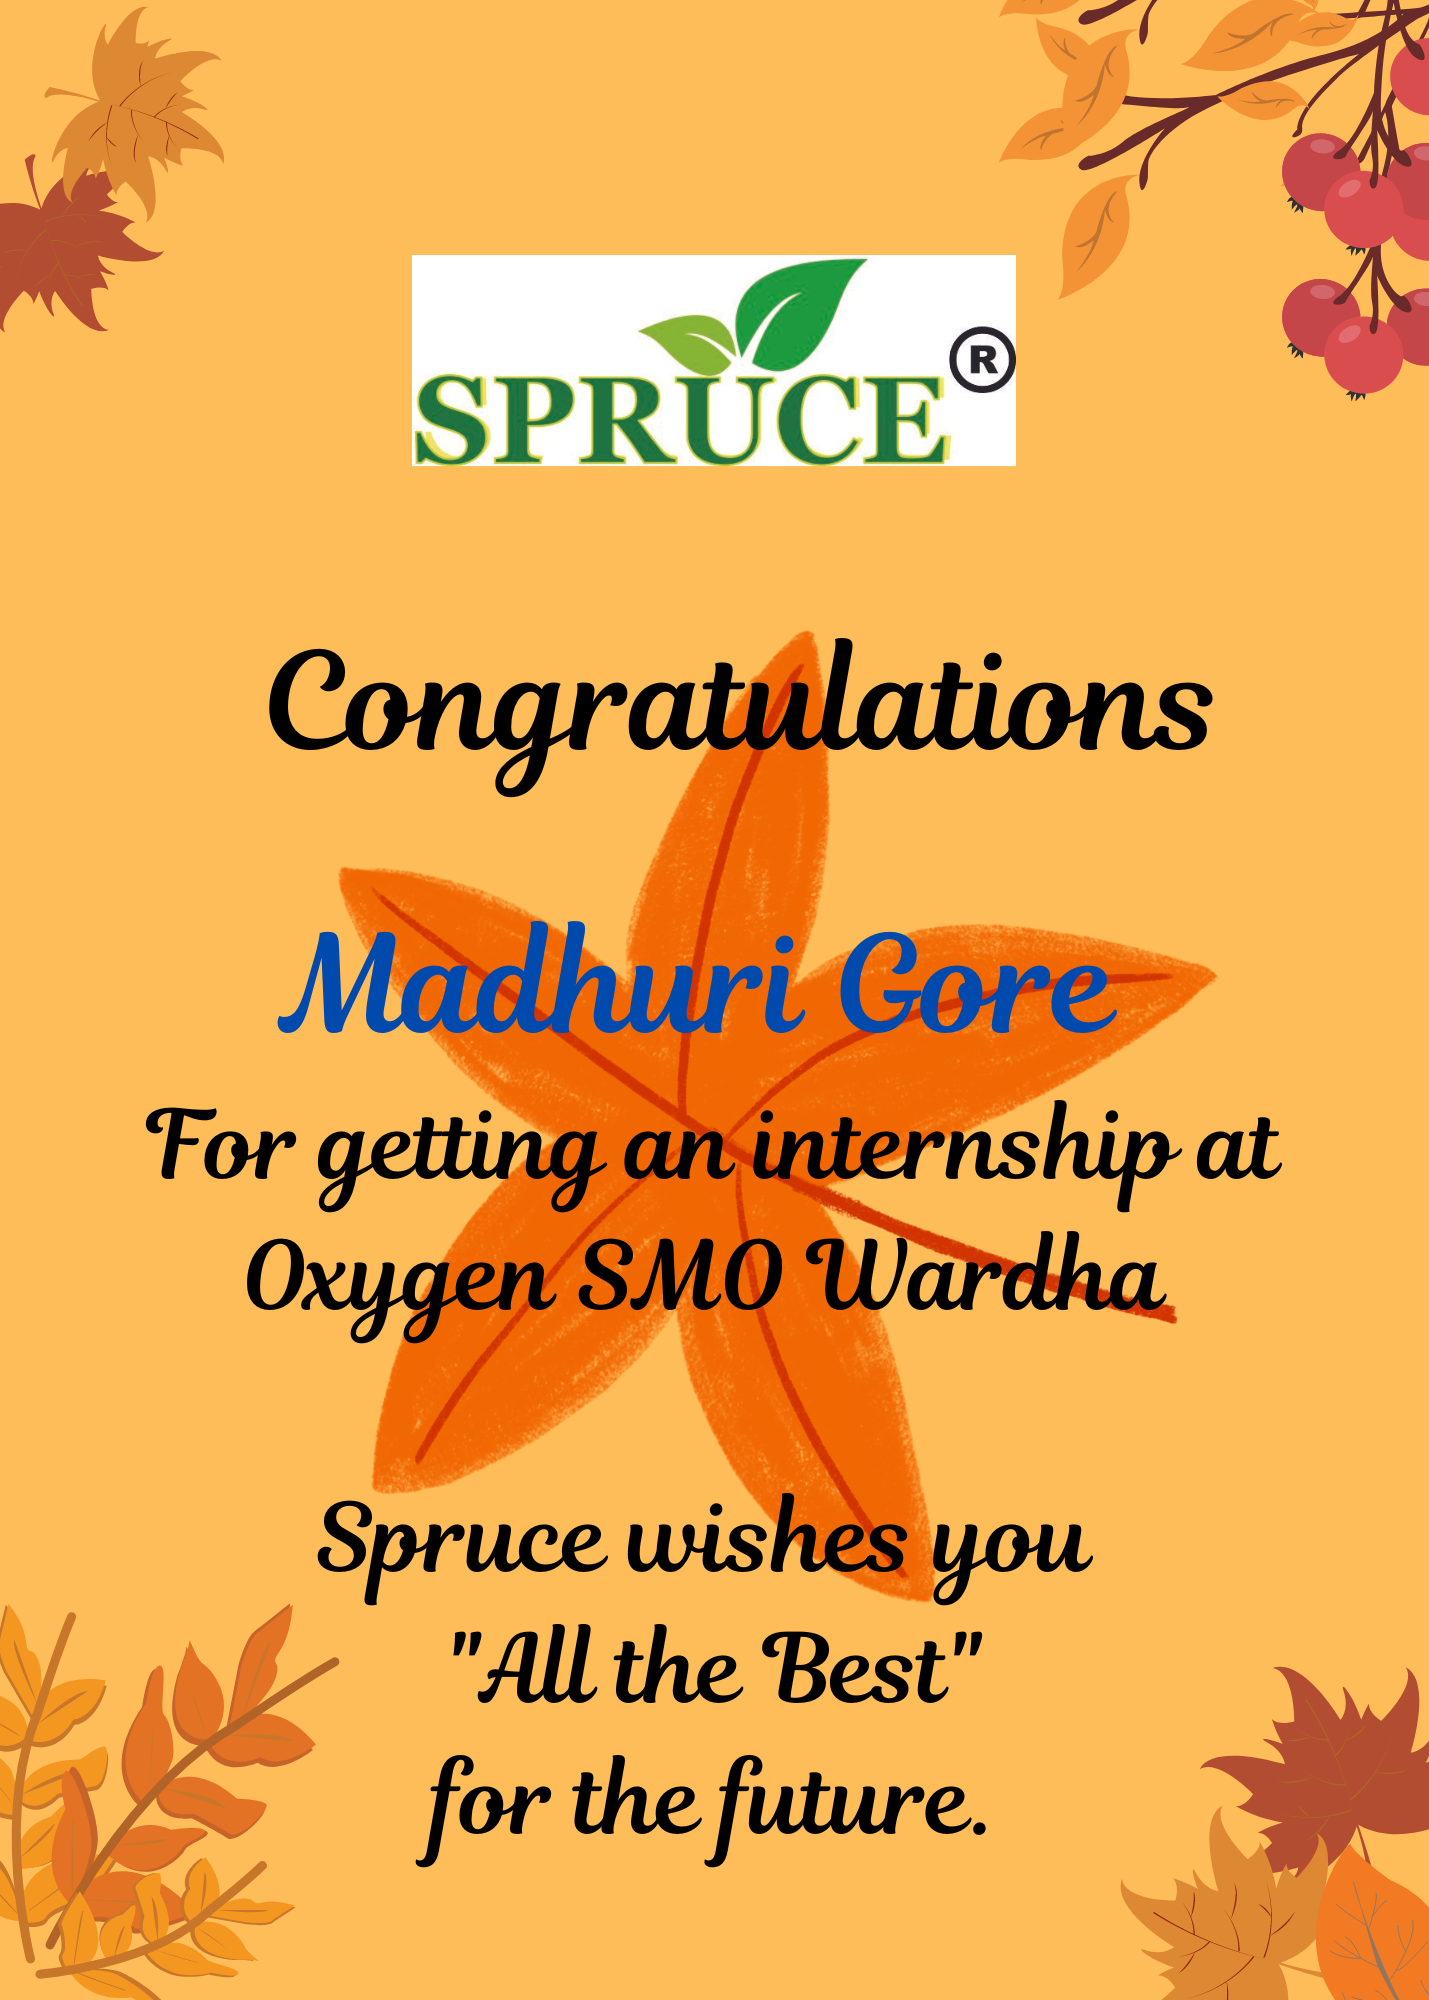 SPRUCE ®
Congratulations
Madhuri Gore
For getting an internship at
Oxygen SMO Wardha
Spruce wishes you
"All the Best"
for the future.